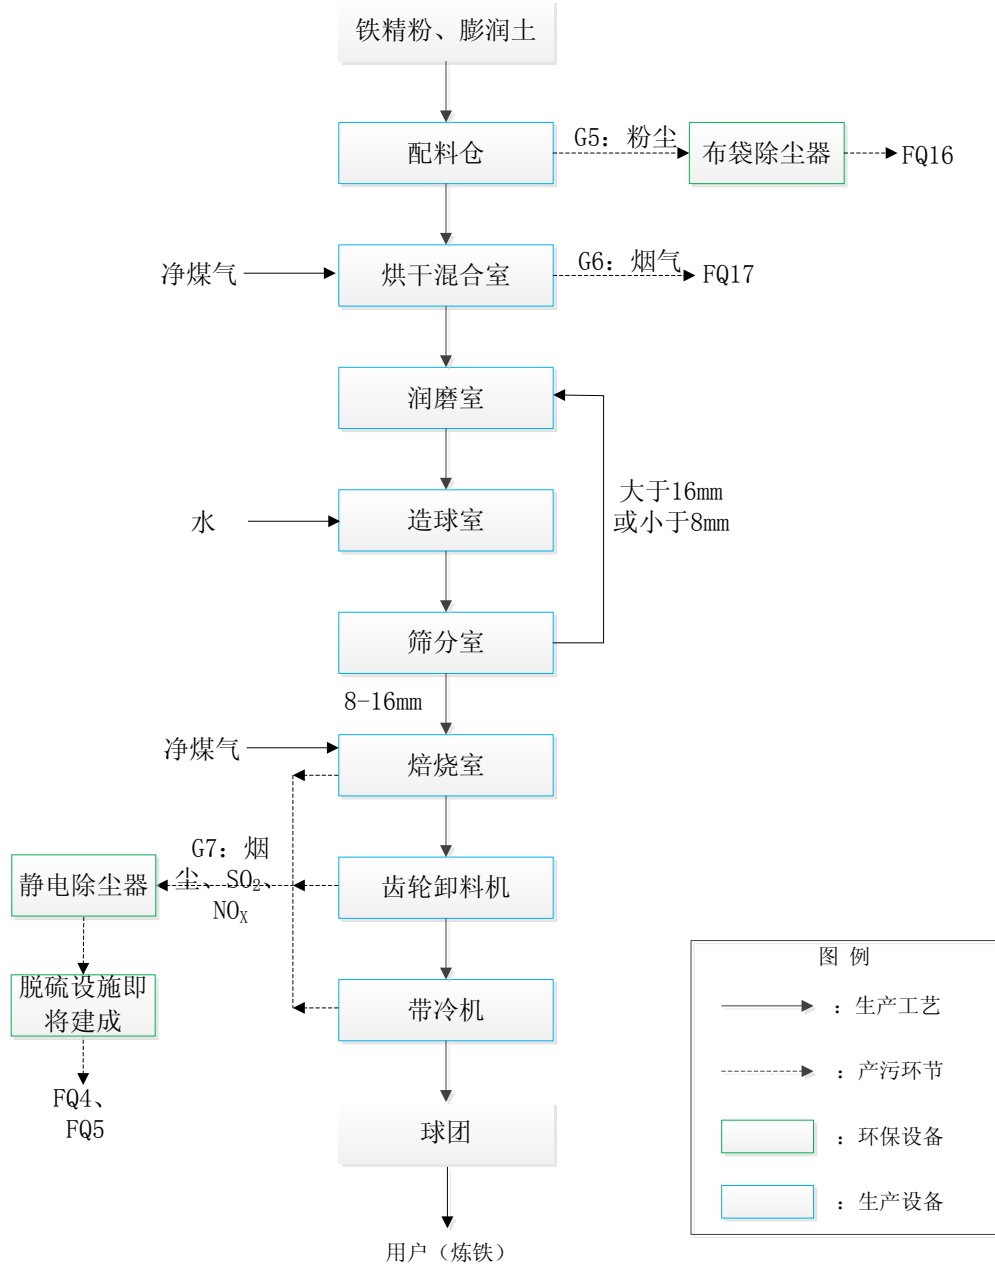 铁精粉、膨润土
配料仓
G5：粉尘
布袋除尘器
FQ16
净煤气
烘干混合室
G6：烟气
FQ17
润磨室
大于16mm
或小于8mm
水
造球室
筛分室
8-16mm
净煤气
焙烧室
G7：烟
尘、SO₂、
NOX
静电除尘器
齿轮卸料机
脱硫设施即
将建成
带冷机
FQ4、
FQ5
球团
用户（炼铁）
图 例
：生产工艺
：产污环节
：环保设备
：生产设备